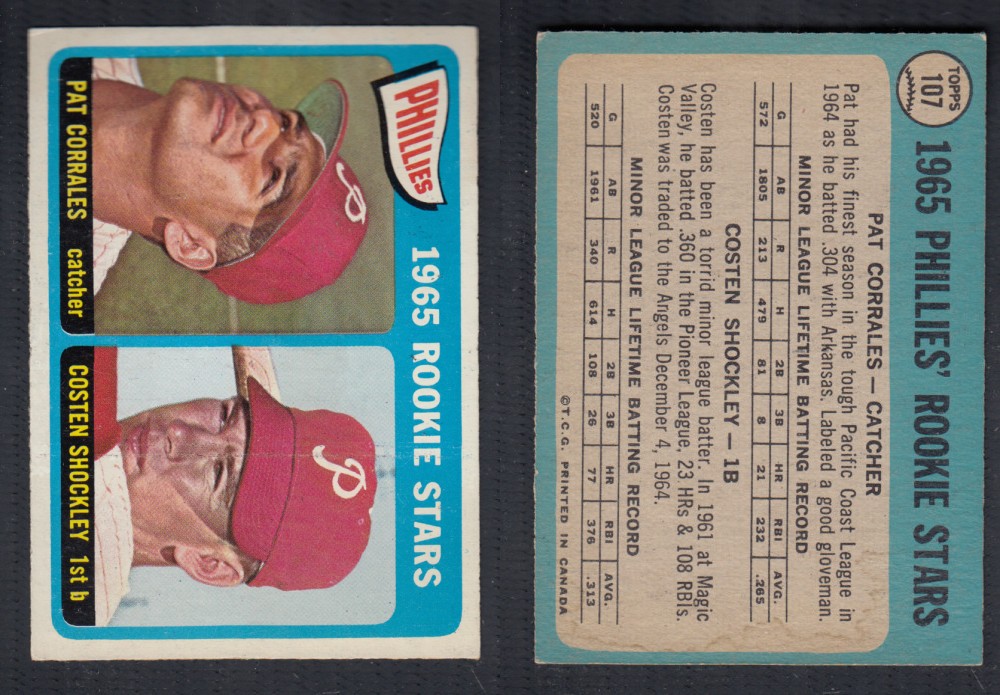 PHILLIES
1965 ROOKIE STARS
PAT CORRALES catcher
COSTEN SHOCKLEY 1st b
TOPPS
107
1965 PHILLIES' ROOKIE STARS
PAT CORRALES — CATCHER
Pat had his finest season in the tough Pacific Coast League in
1964 as he batted .304 with Arkansas. Labeled a good gloveman.
MINOR LEAGUE LIFETIME BATTING RECORD
G AB R H 2B 3B HR RBI AVG.
572 1805 213 479 81 8 21 232 .265
COSTEN SHOCKLEY — 1B
Costen has been a torrid minor league batter. In 1961 at Magic
Valley, he batted .360 in the Pioneer League, 23 HRs & 108 RBIs.
Costen was traded to the Angels December 4, 1964.
MINOR LEAGUE LIFETIME BATTING RECORD
G AB R H 2B 3B HR RBI AVG.
520 1961 340 614 108 26 77 376 .313
©T.C.G. PRINTED IN CANADA